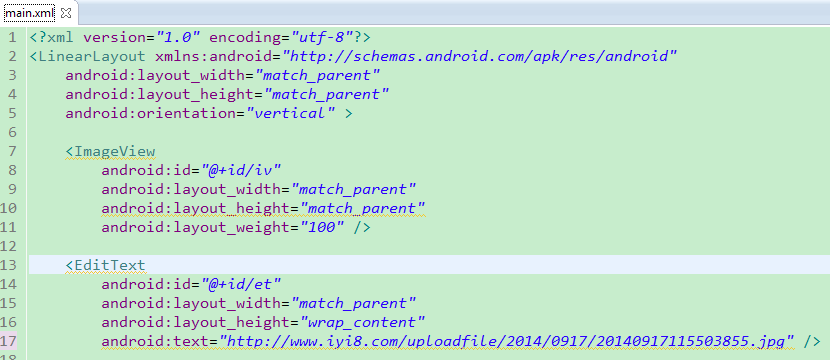 main.xml
1 <?xml version="1.0" encoding="utf-8"?>
2 <LinearLayout xmlns:android="http://schemas.android.com/apk/res/android"
3     android:layout_width="match_parent"
4     android:layout_height="match_parent"
5     android:orientation="vertical" >
6
7     <ImageView
8         android:id="@+id/iv"
9         android:layout_width="match_parent"
10         android:layout_height="match_parent"
11         android:layout_weight="100" />
12
13     <EditText
14         android:id="@+id/et"
15         android:layout_width="match_parent"
16         android:layout_height="wrap_content"
17         android:text="http://www.iyi8.com/uploadfile/2014/0917/20140917115503855.jpg" />
18